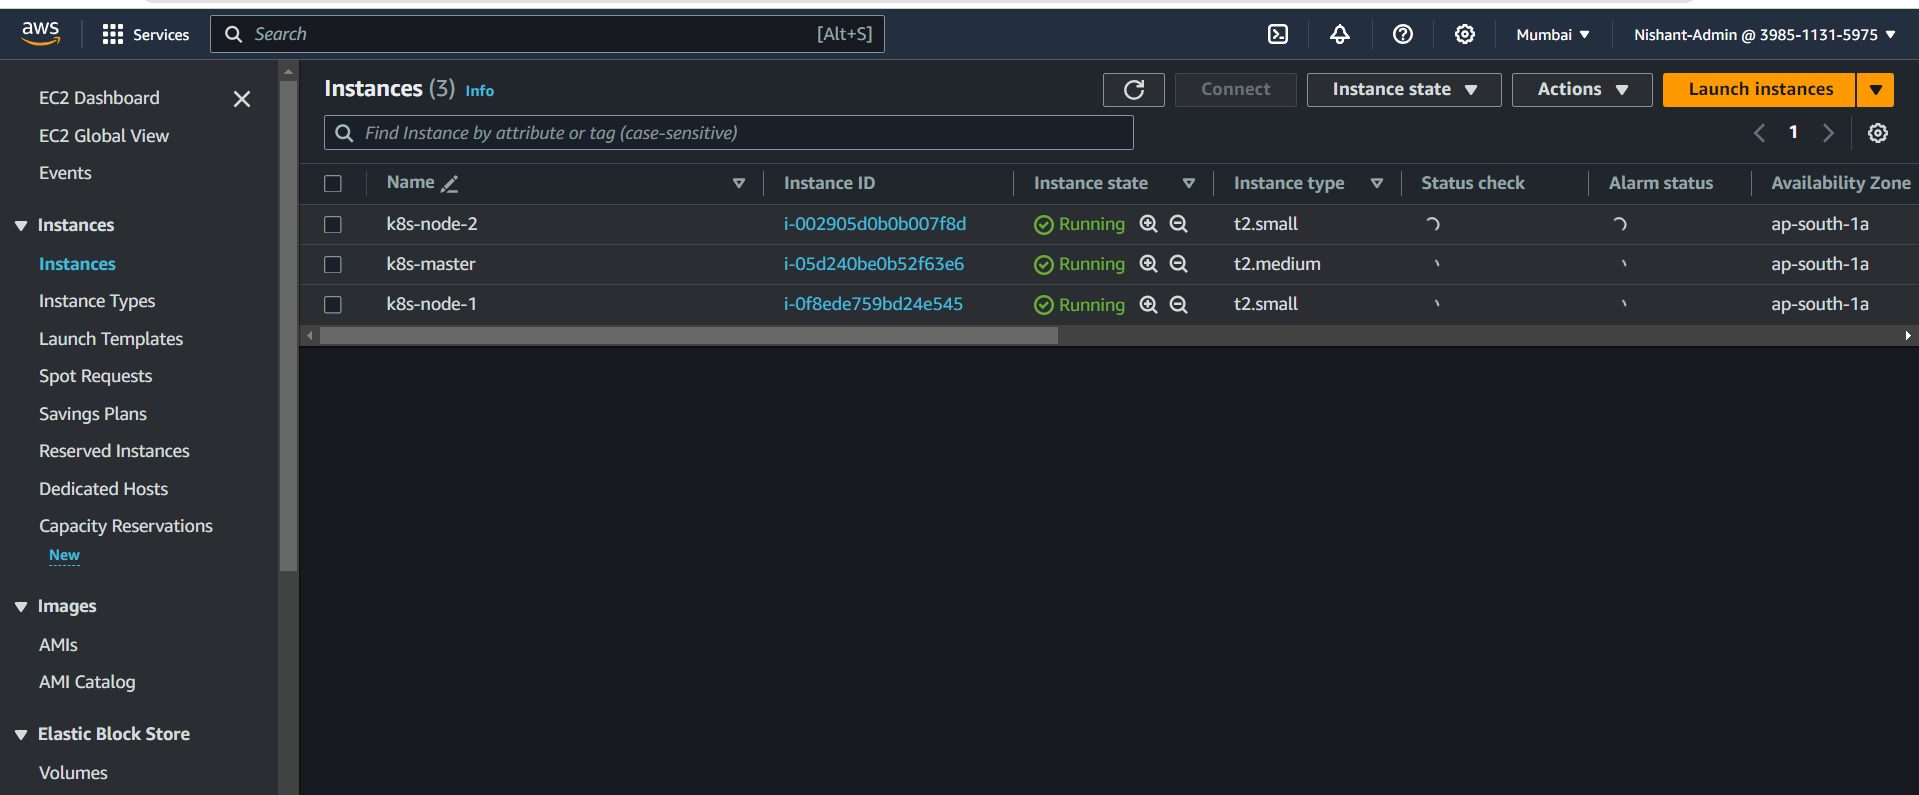 aws Services Search [Alt+S] Mumbai Nishant-Admin @ 3985-1131-5975
EC2 Dashboard
EC2 Global View
Events
Instances
Instances
Instance Types
Launch Templates
Spot Requests
Savings Plans
Reserved Instances
Dedicated Hosts
Capacity Reservations
New
Images
AMIs
AMI Catalog
Elastic Block Store
Volumes
Instances (3) Info Connect Instance state Actions Launch instances
Find Instance by attribute or tag (case-sensitive) 1
Name Instance ID Instance state Instance type Status check Alarm status Availability Zone
k8s-node-2 i-002905d0b0b007f8d Running t2.small ap-south-1a
k8s-master i-05d240be0b52f63e6 Running t2.medium ap-south-1a
k8s-node-1 i-0f8ede759bd24e545 Running t2.small ap-south-1a